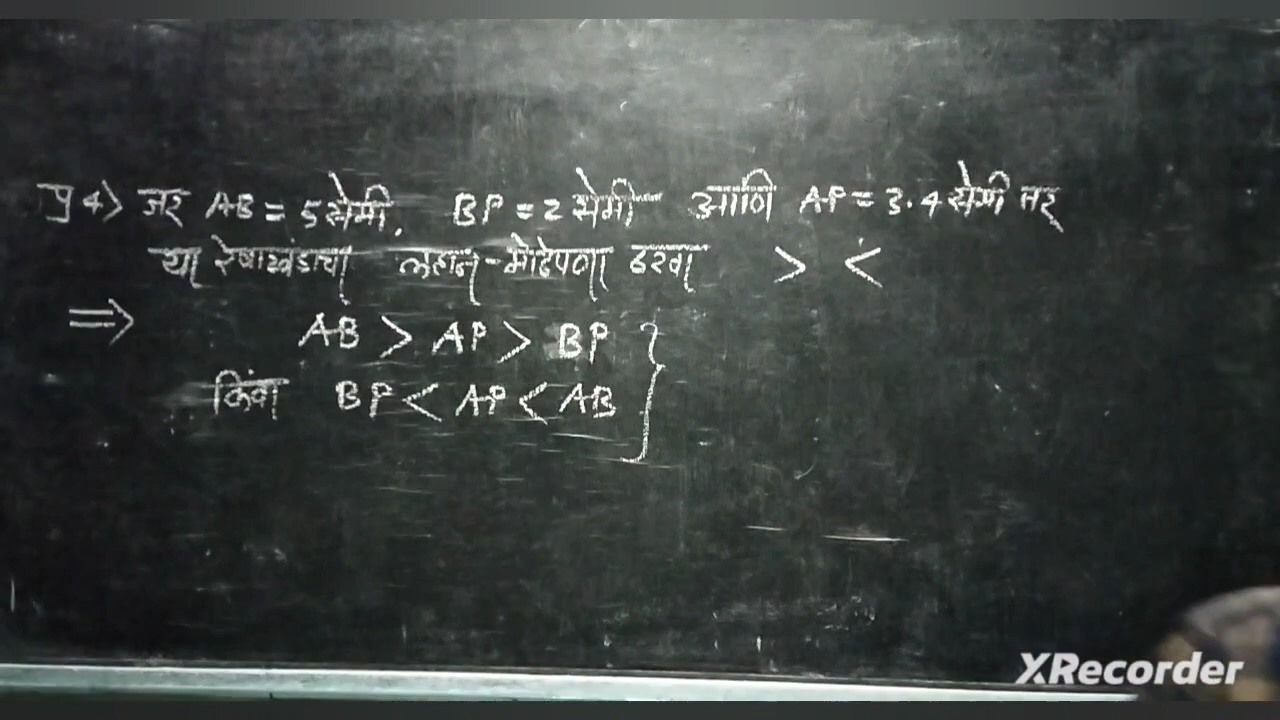 प्र 4> जर AB = 5 सेमी. BP = 2 सेमी आणि AP = 3.4 सेमी तर
या रेषाखंडाचा लहान-मोठेपणा ठरवा > <
⇒ AB > AP > BP }
किंवा BP < AP < AB
XRecorder